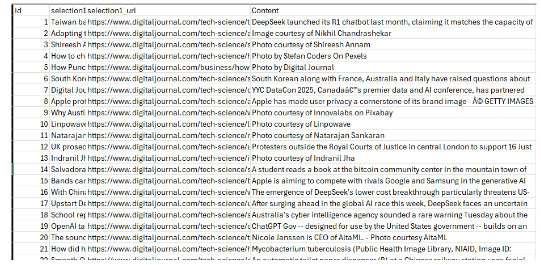 Id selection1 selection1_url Content
1 Taiwan ba https://www.digitaljournal.com/tech-science/t DeepSeek launched its R1 chatbot last month, claiming it matches the capacity of
2 Adapting https://www.digitaljournal.com/tech-science/a Image courtesy of Nikhil Chandrashekar
3 Shireesh A https://www.digitaljournal.com/tech-science/ Photo courtesy of Shireesh Annam
4 How to ch https://www.digitaljournal.com/tech-science/ Photo by Stefan Coders On Pexels
5 How Punc https://www.digitaljournal.com/business/how Photo by Digital Journal
6 South Kor https://www.digitaljournal.com/tech-science/ South Korean along with France, Australia and Italy have raised questions about
7 Digital Jou https://www.digitaljournal.com/tech-science/ YYC DataCon 2025, Canadaâ€™s premier data and AI conference, has partnered
8 Apple pro https://www.digitaljournal.com/tech-science/ Apple has made user privacy a cornerstone of its brand image - Â© GETTY IMAGES
9 Why Austi https://www.digitaljournal.com/tech-science/ Photo courtesy of Innovalabs on Pixabay
10 Linpowav https://www.digitaljournal.com/tech-science/ Photo courtesy of Linpowave
11 Natarajar https://www.digitaljournal.com/tech-science/ Photo courtesy of Natarajan Sankaran
12 UK prosec https://www.digitaljournal.com/tech-science/ Protesters outside the Royal Courts of Justice in central London to support 16 Just
13 Indranil Jh https://www.digitaljournal.com/tech-science/ Photo courtesy of Indranil Jha
14 Salvadora https://www.digitaljournal.com/tech-science/ A student reads a book at the bitcoin community center in the mountain town of
15 Bands car https://www.digitaljournal.com/tech-science/ Apple is aiming to compete with rivals Google and Samsung in the generative AI
16 With Chin https://www.digitaljournal.com/tech-science/ The emergence of DeepSeek's lower cost breakthrough particularly threatens US-
17 Upstart De https://www.digitaljournal.com/tech-science/ After surging ahead in the global AI race this week, DeepSeek faces an uncertain
18 School rep https://www.digitaljournal.com/tech-science/ Australia's cyber intelligence agency sounded a rare warning Tuesday about the
19 OpenAI ta https://www.digitaljournal.com/tech-science/ ChatGPT Gov -- designed for use by the United States government -- builds on an
20 The sounc https://www.digitaljournal.com/tech-science/ Nicole Janssen is CEO of AltaML - Photo courtesy AltaML
21 How did h https://www.digitaljournal.com/tech-science/ Mycobacterium tuberculosis (Public Health Image Library, NIAID, Image ID: